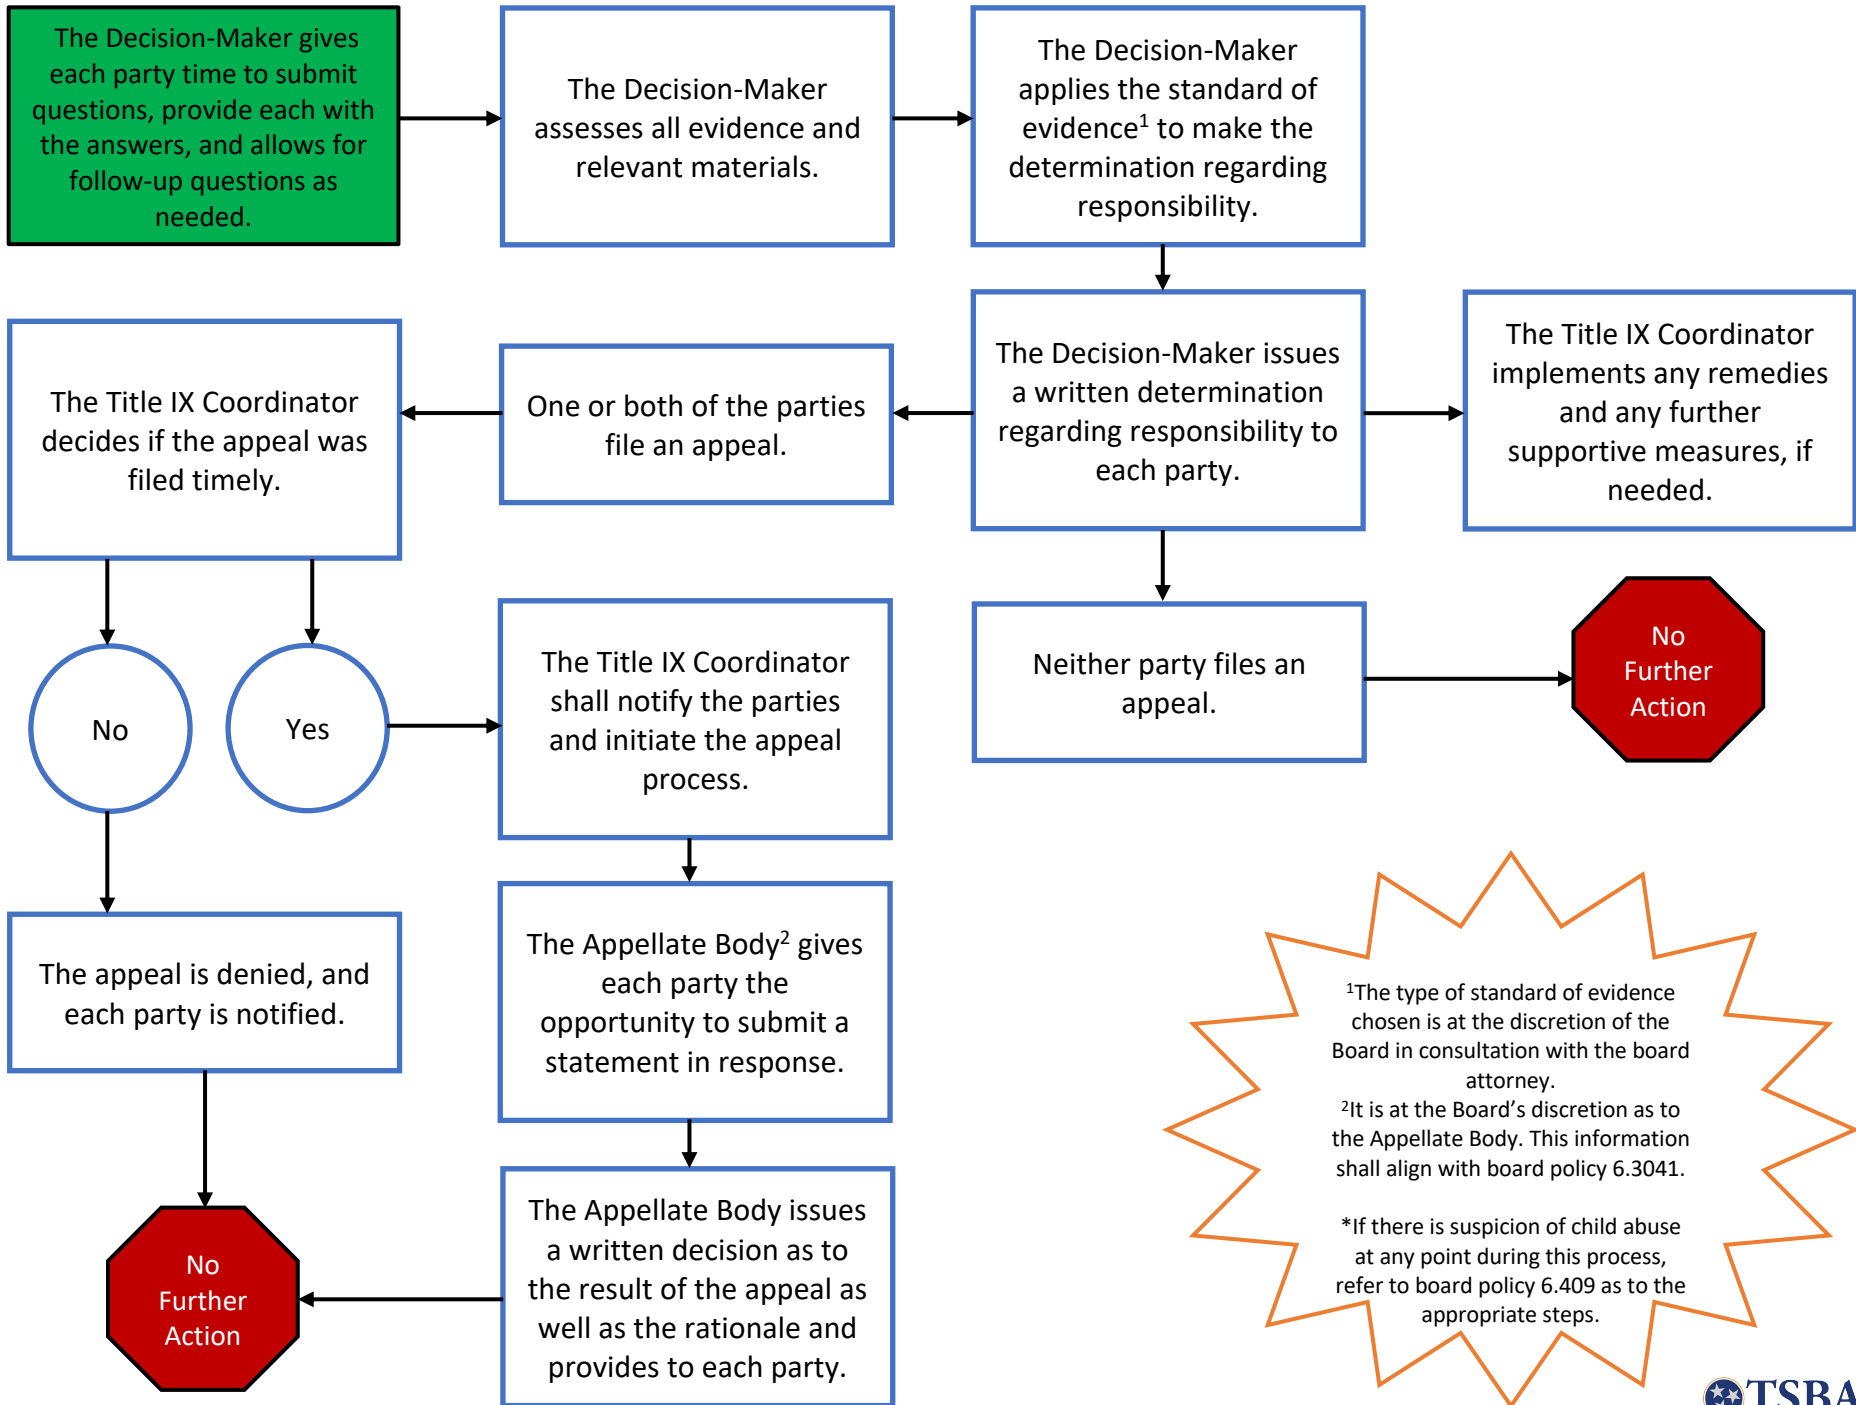 The Decision-Maker gives
each party time to submit
questions, provide each with
the answers, and allows for
follow-up questions as
needed.
The Decision-Maker
assesses all evidence and
relevant materials.
The Decision-Maker
applies the standard of
evidence¹ to make the
determination regarding
responsibility.
The Title IX Coordinator
decides if the appeal was
filed timely.
One or both of the parties
file an appeal.
The Decision-Maker issues
a written determination
regarding responsibility to
each party.
The Title IX Coordinator
implements any remedies
and any further
supportive measures, if
needed.
No
Yes
The Title IX Coordinator
shall notify the parties
and initiate the appeal
process.
Neither party files an
appeal.
No
Further
Action
The appeal is denied, and
each party is notified.
The Appellate Body² gives
each party the
opportunity to submit a
statement in response.
No
Further
Action
The Appellate Body issues
a written decision as to
the result of the appeal as
well as the rationale and
provides to each party.
¹The type of standard of evidence
chosen is at the discretion of the
Board in consultation with the board
attorney.
²It is at the Board’s discretion as to
the Appellate Body. This information
shall align with board policy 6.3041.
*If there is suspicion of child abuse
at any point during this process,
refer to board policy 6.409 as to the
appropriate steps.
TSBA